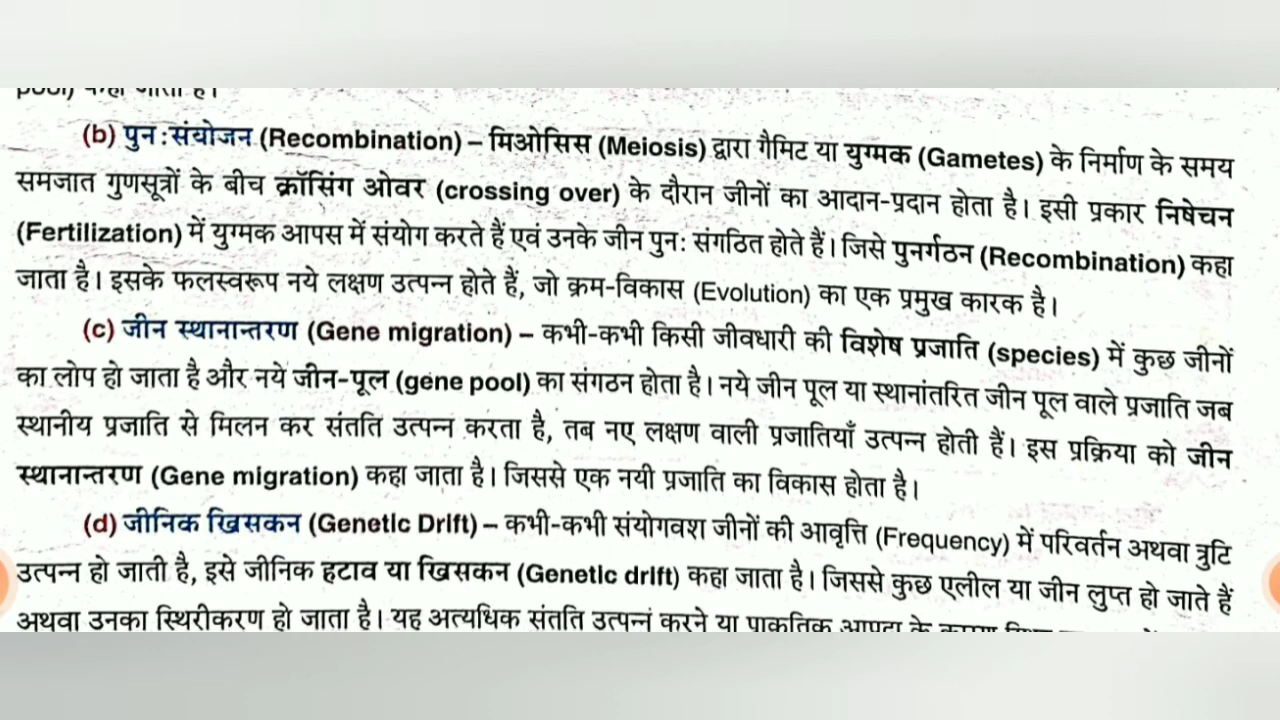 pool) कहा जाता है।
(b) पुन:संयोजन (Recombination) – मिओसिस (Meiosis) द्वारा गैमिट या युग्मक (Gametes) के निर्माण के समय
समजात गुणसूत्रों के बीच क्रॉसिंग ओवर (crossing over) के दौरान जीनों का आदान-प्रदान होता है। इसी प्रकार निषेचन
(Fertilization) में युग्मक आपस में संयोग करते हैं एवं उनके जीन पुन: संगठित होते हैं। जिसे पुनर्गठन (Recombination) कहा
जाता है। इसके फलस्वरूप नये लक्षण उत्पन्न होते हैं, जो क्रम-विकास (Evolution) का एक प्रमुख कारक है।
(c) जीन स्थानान्तरण (Gene migration) – कभी-कभी किसी जीवधारी की विशेष प्रजाति (species) में कुछ जीनों
का लोप हो जाता है और नये जीन-पूल (gene pool) का संगठन होता है। नये जीन पूल या स्थानांतरित जीन पूल वाले प्रजाति जब
स्थानीय प्रजाति से मिलन कर संतति उत्पन्न करता है, तब नए लक्षण वाली प्रजातियाँ उत्पन्न होती हैं। इस प्रक्रिया को जीन
स्थानान्तरण (Gene migration) कहा जाता है। जिससे एक नयी प्रजाति का विकास होता है।
(d) जीनिक खिसकन (Genetic Drift) – कभी-कभी संयोगवश जीनों की आवृत्ति (Frequency) में परिवर्तन अथवा त्रुटि
उत्पन्न हो जाती है, इसे जीनिक हटाव या खिसकन (Genetic drift) कहा जाता है। जिससे कुछ एलील या जीन लुप्त हो जाते हैं
अथवा उनका स्थिरीकरण हो जाता है। यह अत्यधिक संतति उत्पन्न करने या प्राकृतिक आपदा के कारण